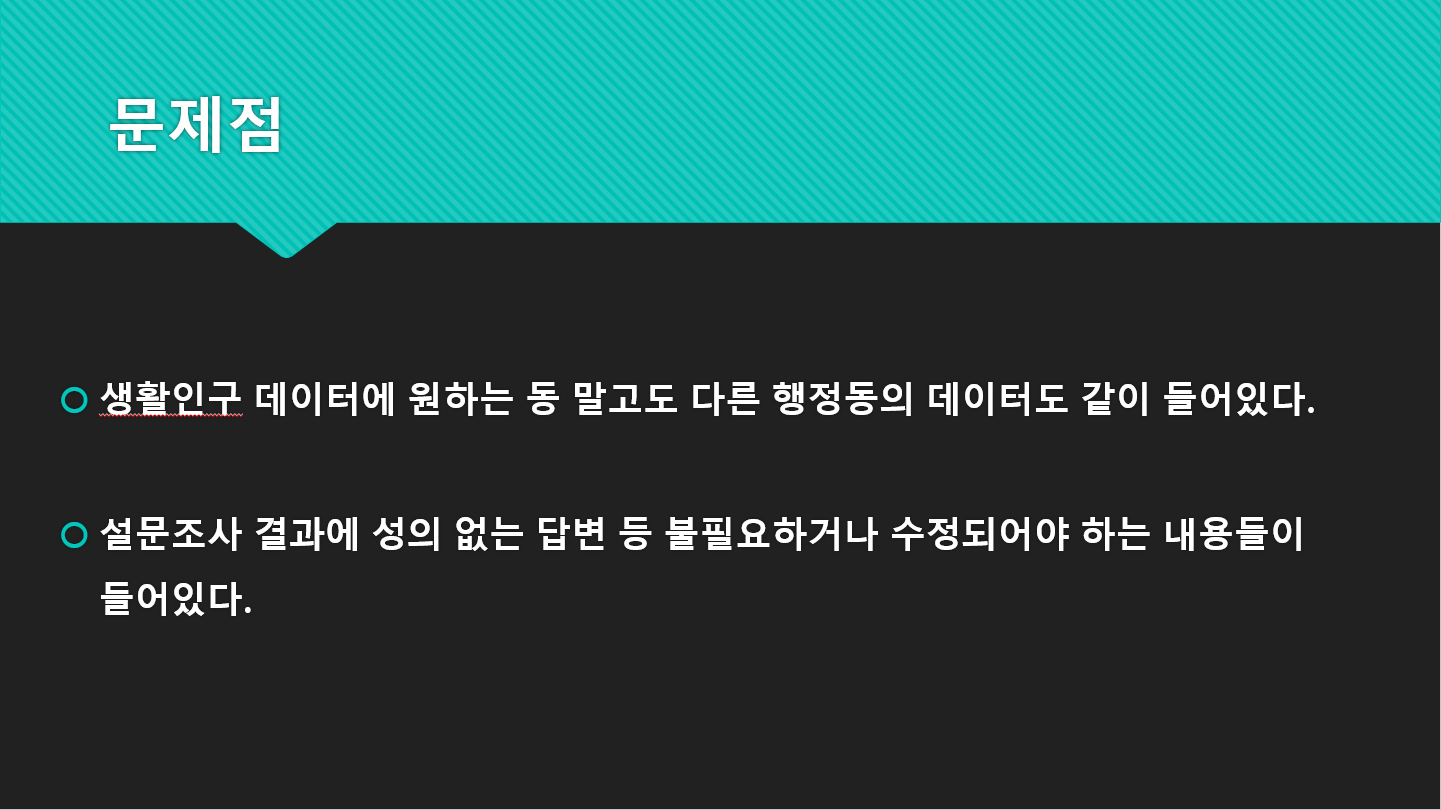 문제점
생활인구 데이터에 원하는 동 말고도 다른 행정동의 데이터도 같이 들어있다.
설문조사 결과에 성의 없는 답변 등 불필요하거나 수정되어야 하는 내용들이
들어있다.